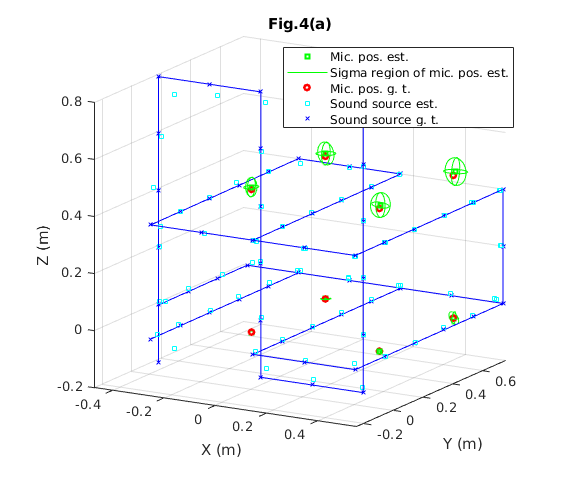 Fig.4(a)
Mic. pos. est.
Sigma region of mic. pos. est.
Mic. pos. g. t.
Sound source est.
Sound source g. t.
0.8
0.6
0.4
0.2
0
-0.2
Z (m)
-0.4
-0.2
0
0.2
0.4
X (m)
-0.2
0
0.2
0.4
0.6
Y (m)